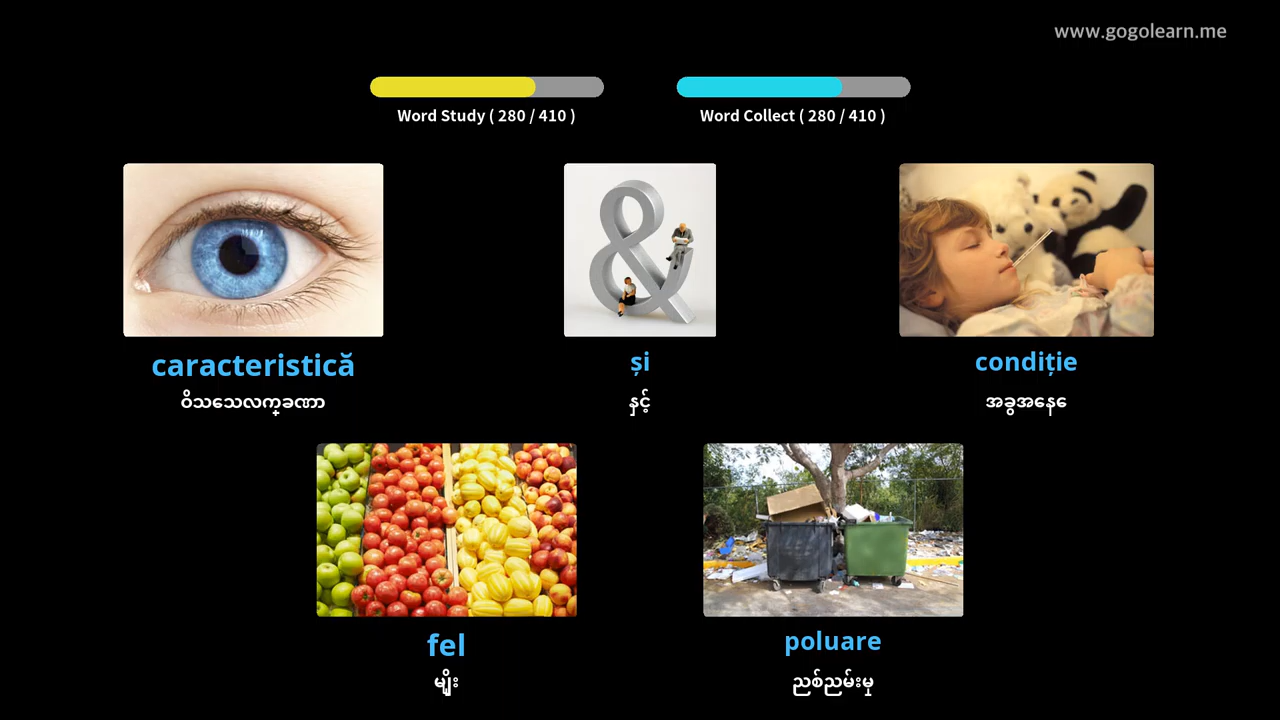 www.gogolearn.me
Word Study ( 280 / 410 )
Word Collect ( 280 / 410 )
caracteristică
ဝိသသေလက္ခဏာ
și
နှင့်
condiție
အခွအနေေ
fel
မျိုး
poluare
ညစ်ညမ်းမှု